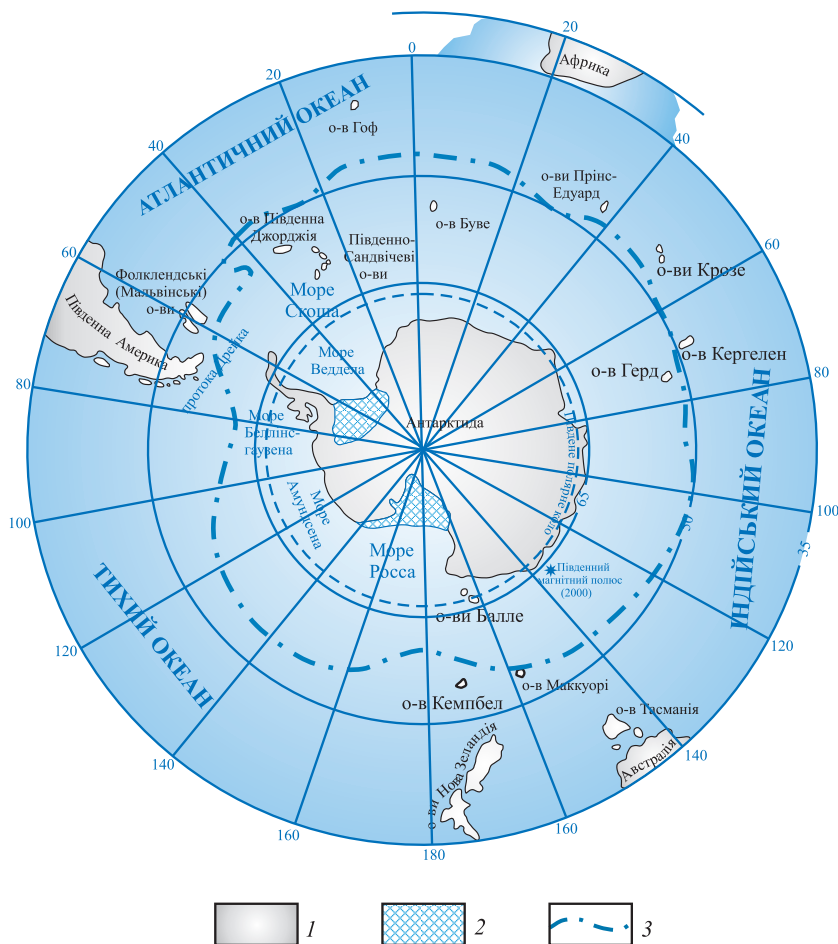 20
Африка
0
20
40
АТЛАНТИЧНИЙ ОКЕАН
о-в Гоф
40
о-ви Прінс-
Едуард
о-в Буве
о-в Південна
Джорджія
Південно-
Сандвічеві
о-ви
60
60
о-ви Крозе
Фолклендські
(Мальвінські)
о-ви
Море
Скоша
Південна Америка
протока Дрейка
Море
Веддела
о-в Герд
о-ви Кергелен
80
80
Море
Беллінс-
гаузена
Антарктида
Південе полярне коло
ІНДІЙСЬКИЙ ОКЕАН
65
50
35
100
100
Море
Амундсена
Море
Росса
Південний
магнітний полюс
(2000)
ТИХИЙ ОКЕАН
о-ви Балле
120
120
о-в Кемпбел
о-в Маккуорі
о-в Тасманія
Австралія
140
140
о-ви Нова Зеландія
160
160
180
1
2
3